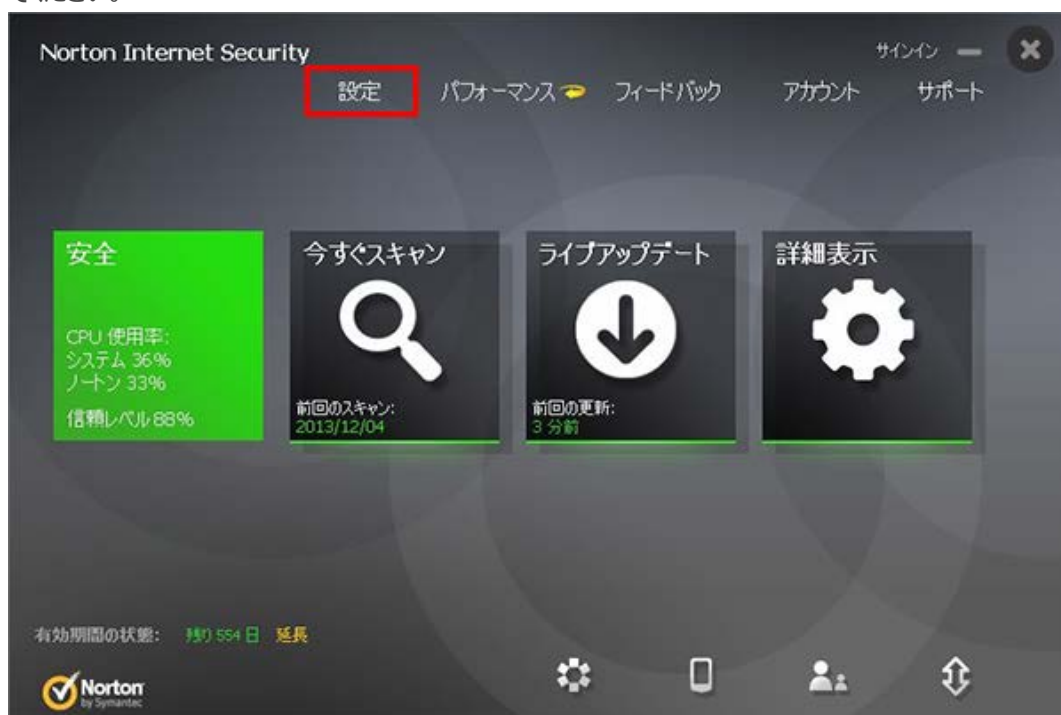 ください。
Norton Internet Security
サインイン
設定
パフォーマンス
フィードバック
アカウント
サポート
安全
CPU 使用率:
システム 36%
ノートン 33%
信頼レベル 88%
今すぐスキャン
前回のスキャン:
2013/12/04
ライブアップデート
前回の更新:
3 分前
詳細表示
有効期間の状態: 残り 554 日 延長
Norton
by Symantec